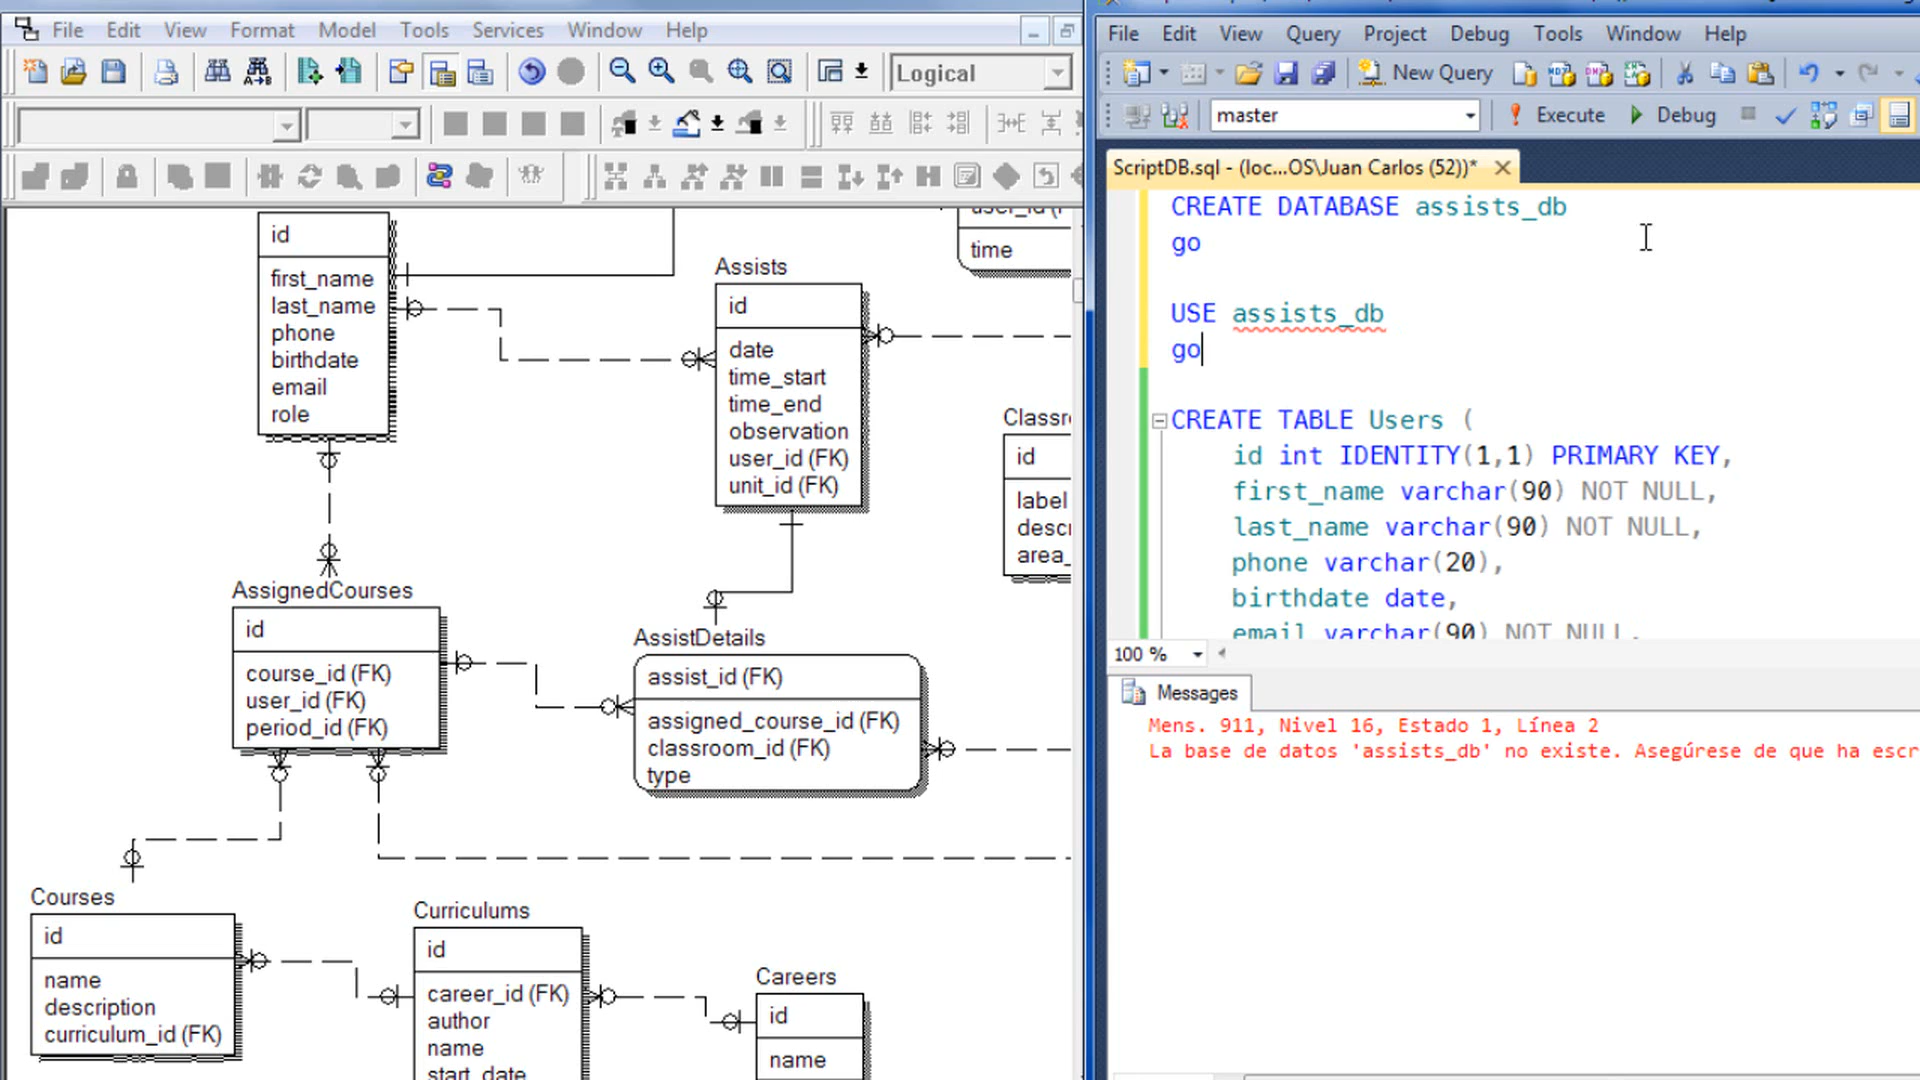 File Edit View Format Model Tools Services Window Help
Logical
id
first_name
last_name
phone
birthdate
email
role
Assists
id
date
time_start
time_end
observation
user_id (FK)
unit_id (FK)
time
id
label
area_
AssignedCourses
id
course_id (FK)
user_id (FK)
period_id (FK)
AssistDetails
assist_id (FK)
assigned_course_id (FK)
classroom_id (FK)
type
Courses
id
name
description
curriculum_id (FK)
Curriculums
id
career_id (FK)
author
name
start_date
Careers
id
name
File Edit View Query Project Debug Tools Window Help
New Query
master Execute Debug
ScriptDB.sql - (loc...OS\Juan Carlos (52))*
CREATE DATABASE assists_db
go
USE assists_db
go
CREATE TABLE Users (
id int IDENTITY(1,1) PRIMARY KEY,
first_name varchar(90) NOT NULL,
last_name varchar(90) NOT NULL,
phone varchar(20),
birthdate date,
email varchar(90) NOT NULL,
100 %
Messages
Mens. 911, Nivel 16, Estado 1, Línea 2
La base de datos 'assists_db' no existe. Asegúrese de que ha escr